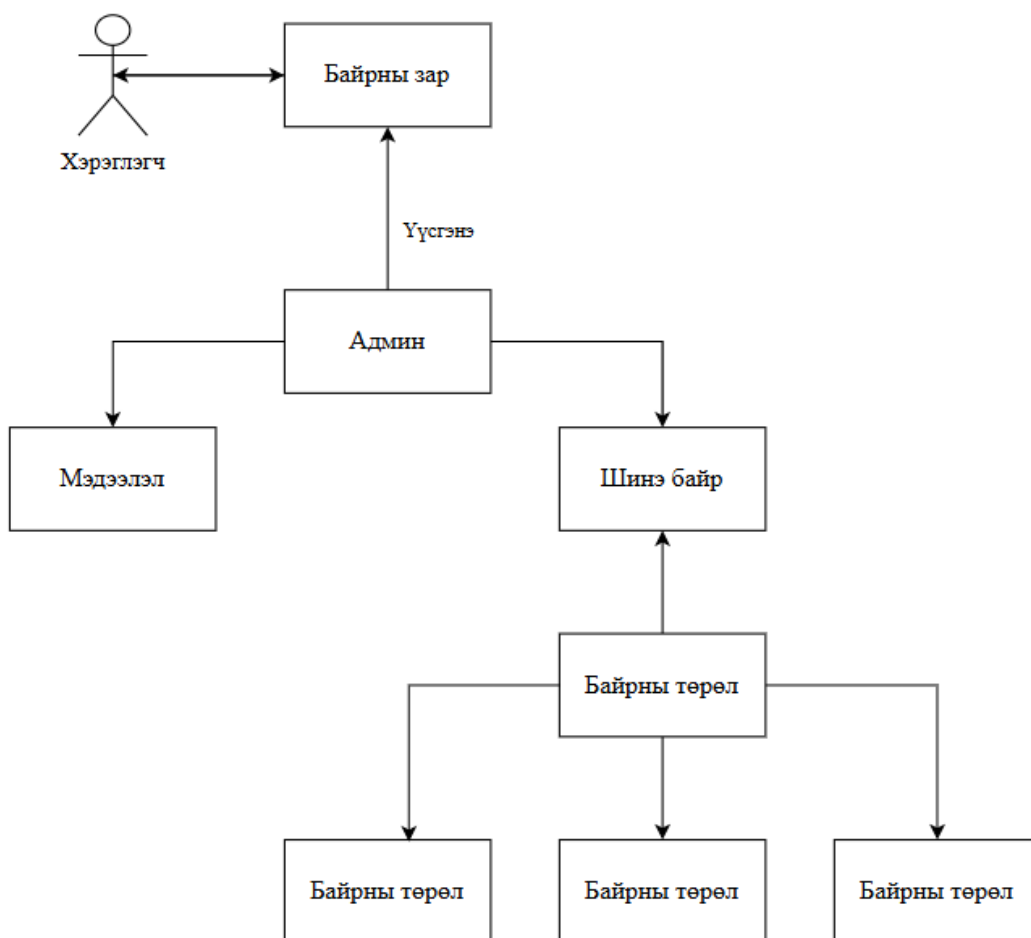 Байрны зар
Хэрэглэгч
Үүсгэнэ
Админ
Мэдээлэл
Шинэ байр
Байрны төрөл
Байрны төрөл
Байрны төрөл
Байрны төрөл